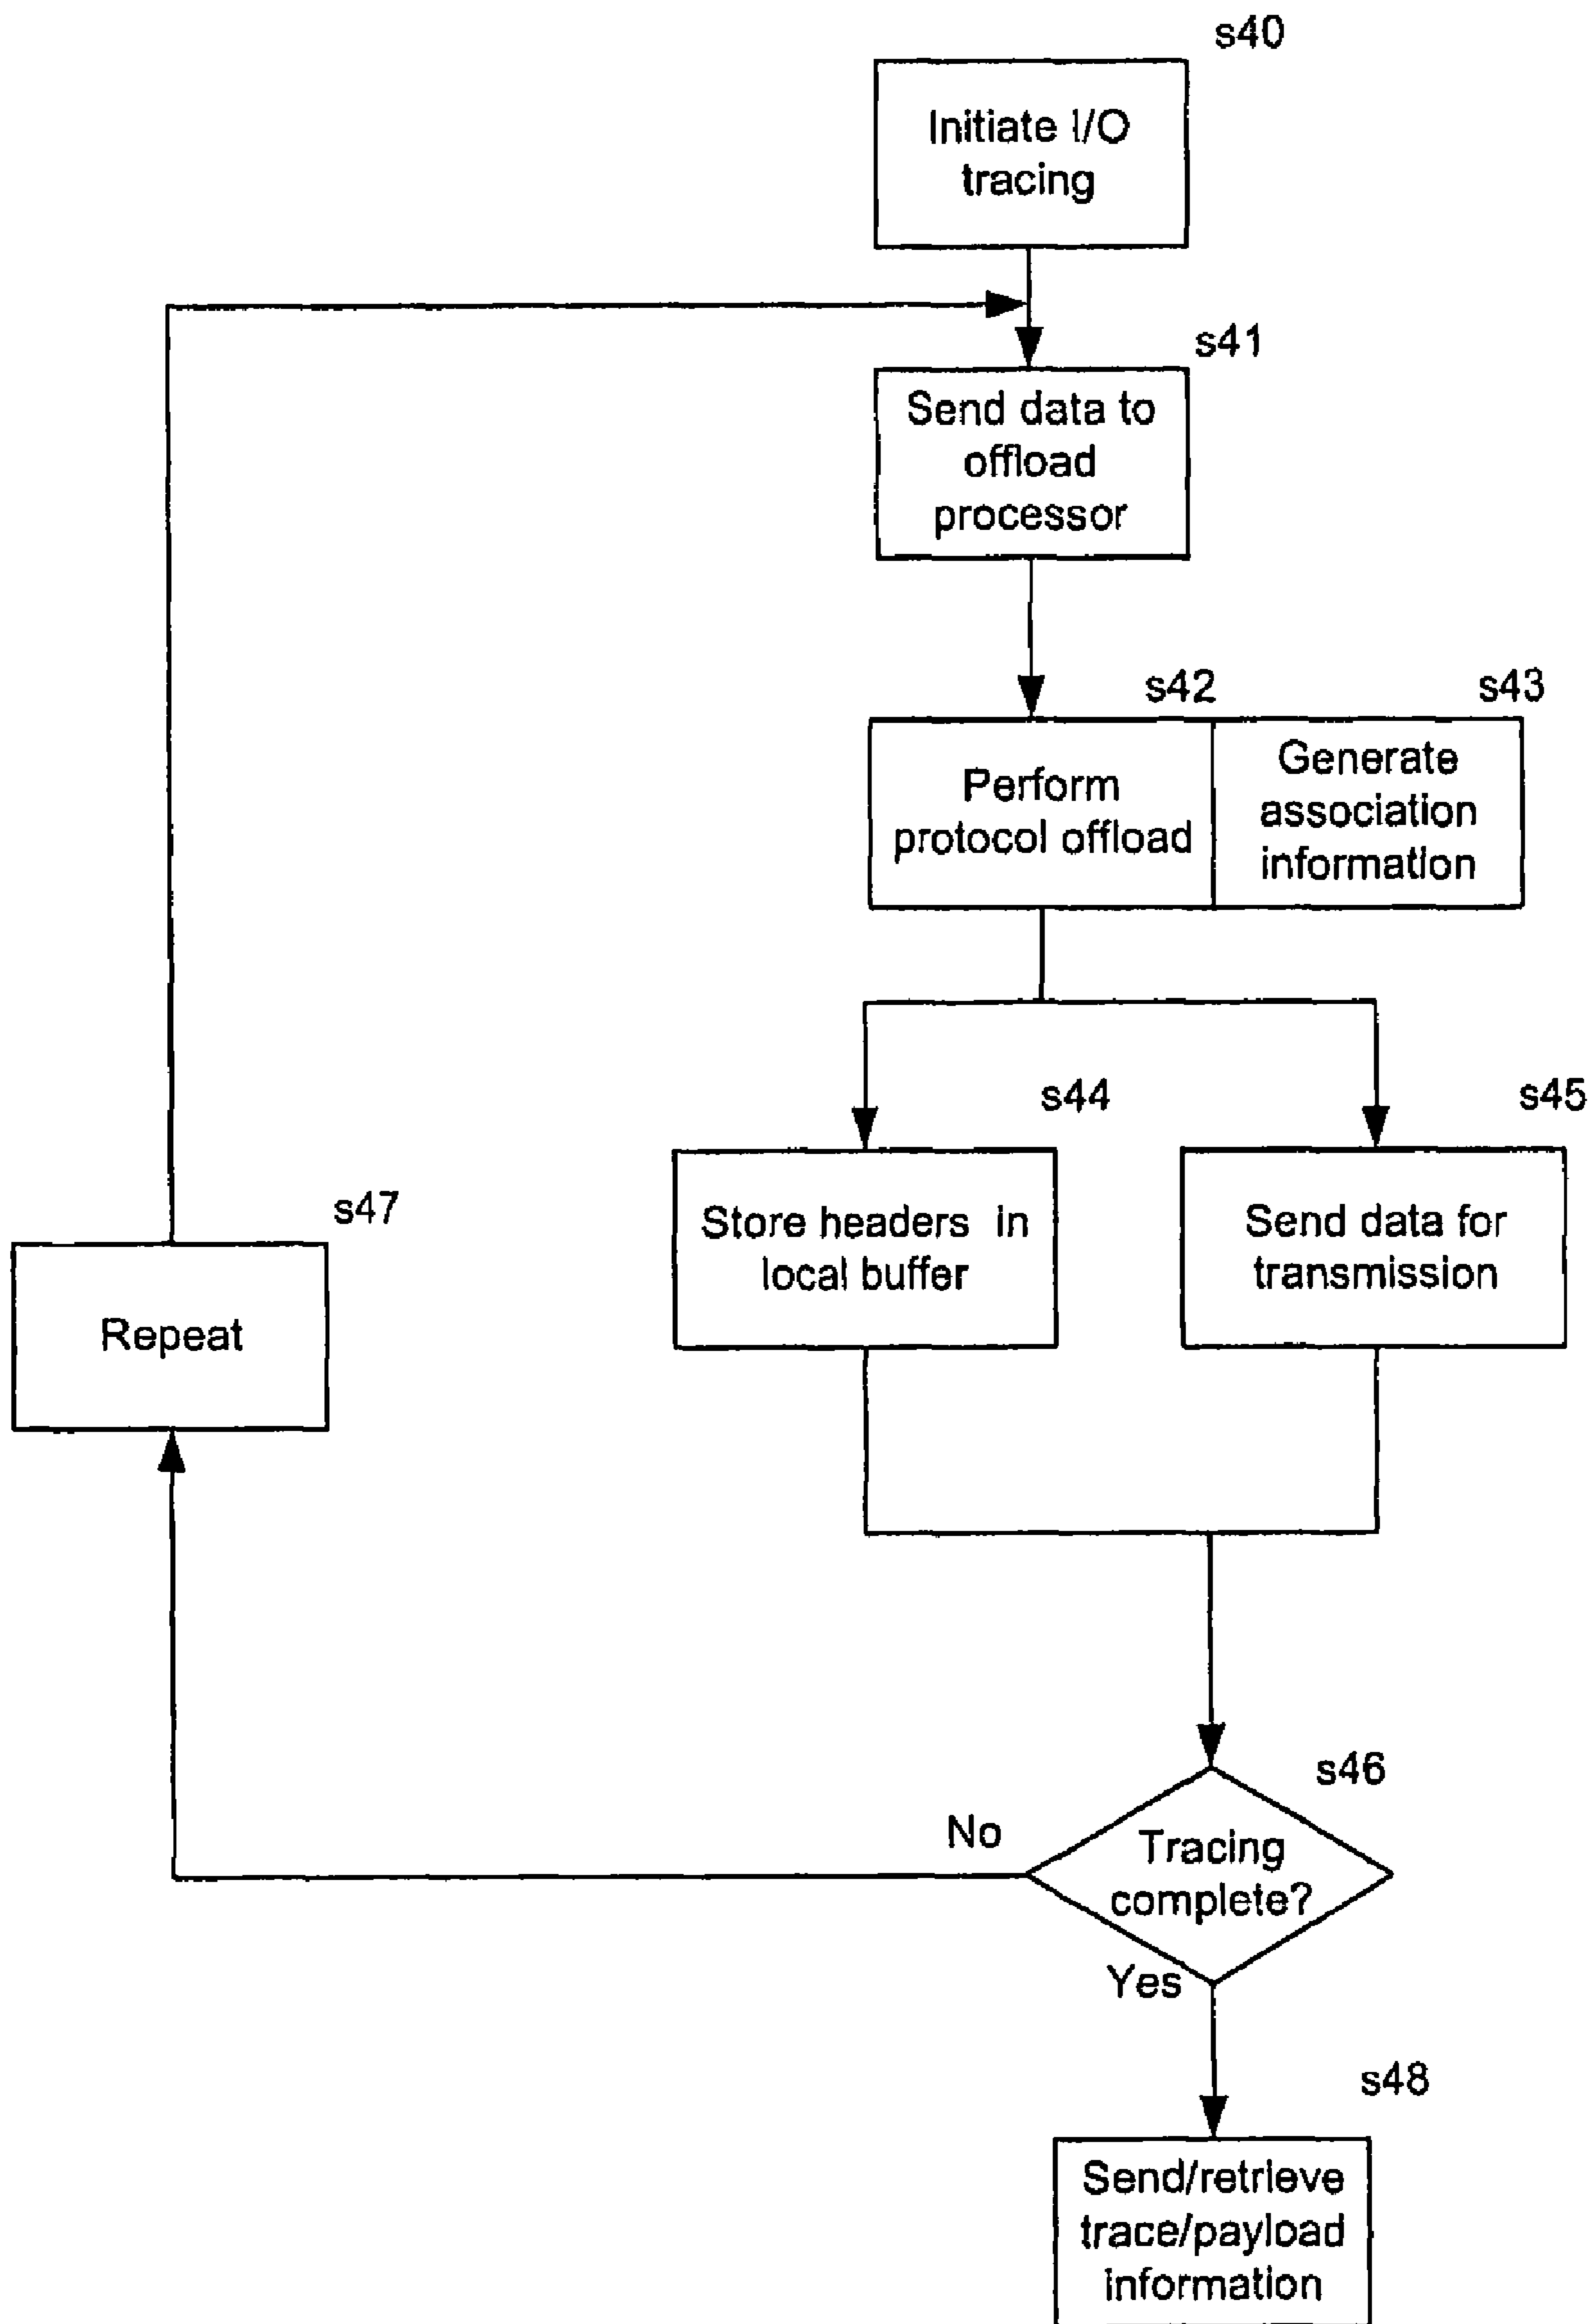 s40
Initiate I/O
tracing
s41
Send data to
offload
processor
s42
s43
Perform
protocol offload
Generate
association
information
s44
s45
Store headers in
local buffer
Send data for
transmission
s47
Repeat
s46
No
Tracing
complete?
Yes
s48
Send/retrieve
trace/payload
information